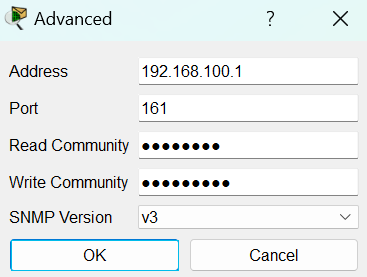 Advanced ?
Address 192.168.100.1
Port 161
Read Community ●●●●●●●●
Write Community ●●●●●●●●●
SNMP Version v3
OK Cancel